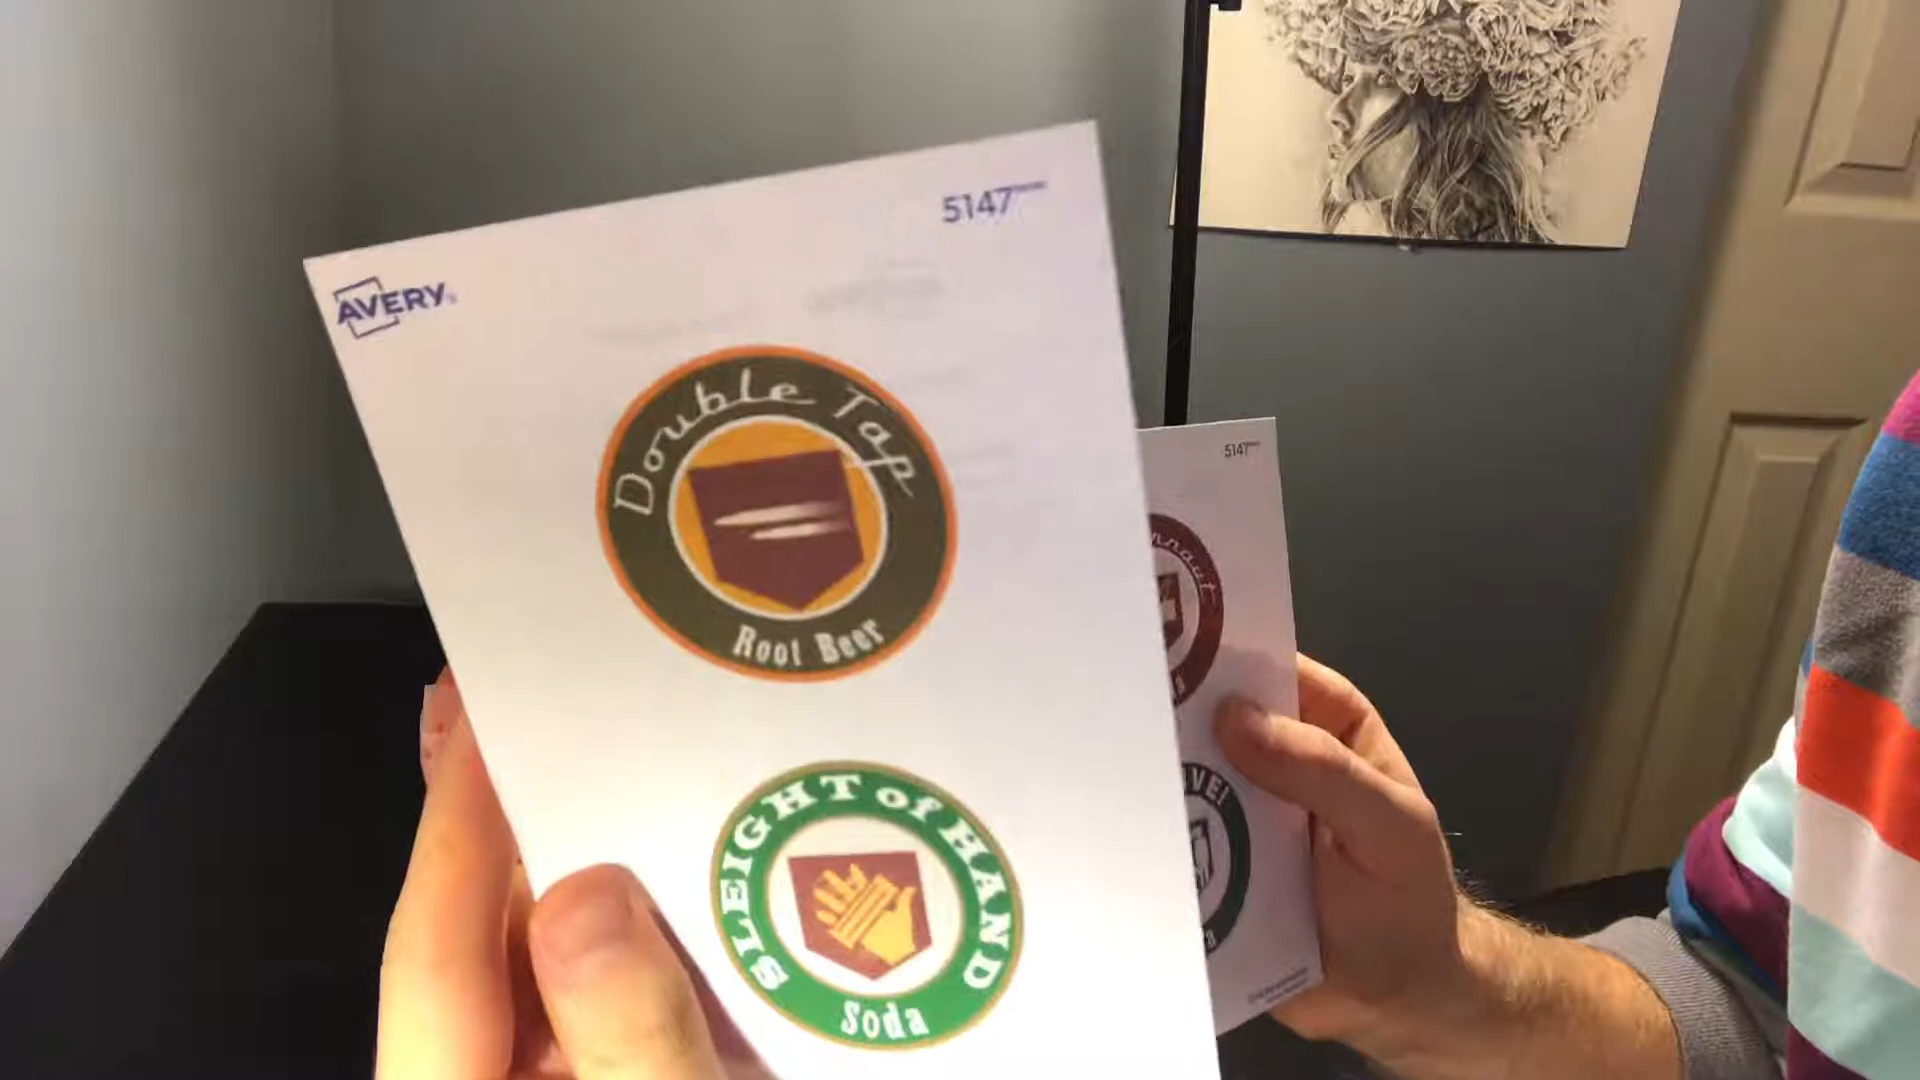 AVERY
5147
Double Tap
Root Beer
SLEIGHT of HAND
Soda
5147